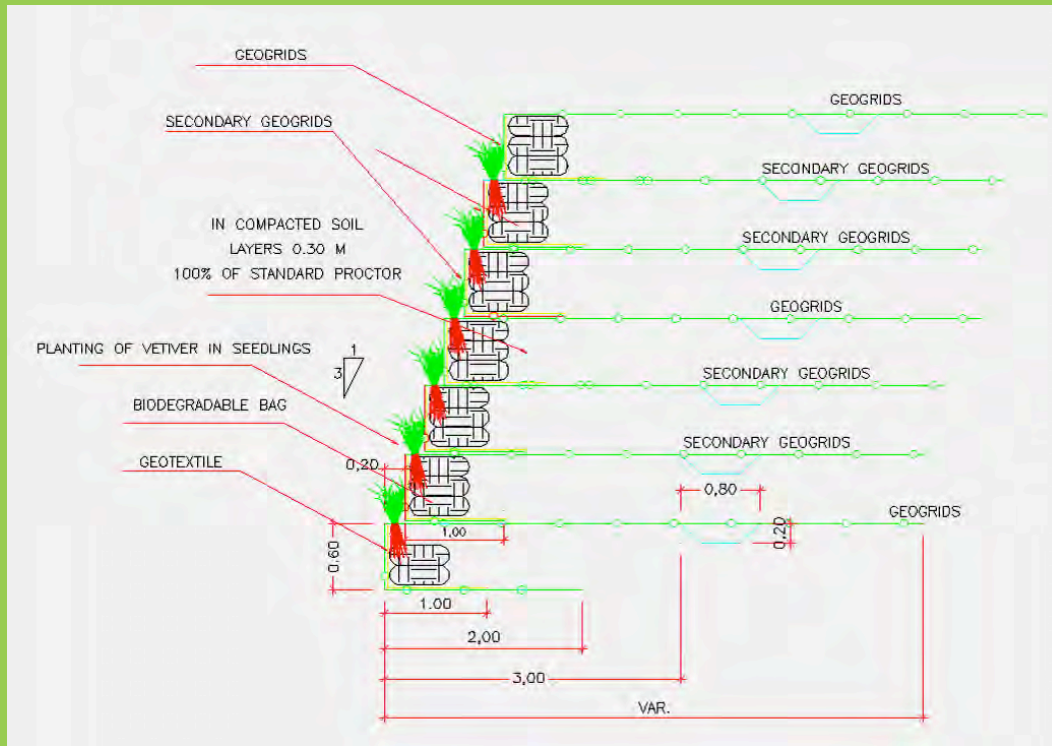 GEOGRIDS
GEOGRIDS
SECONDARY GEOGRIDS
SECONDARY GEOGRIDS
IN COMPACTED SOIL
LAYERS 0.30 M
100% OF STANDARD PROCTOR
SECONDARY GEOGRIDS
GEOGRIDS
PLANTING OF VETIVER IN SEEDLINGS
1
3
SECONDARY GEOGRIDS
BIODEGRADABLE BAG
SECONDARY GEOGRIDS
GEOTEXTILE
0,20
0,80
GEOGRIDS
0,20
1,00
0.60
1.00
2,00
3,00
VAR.